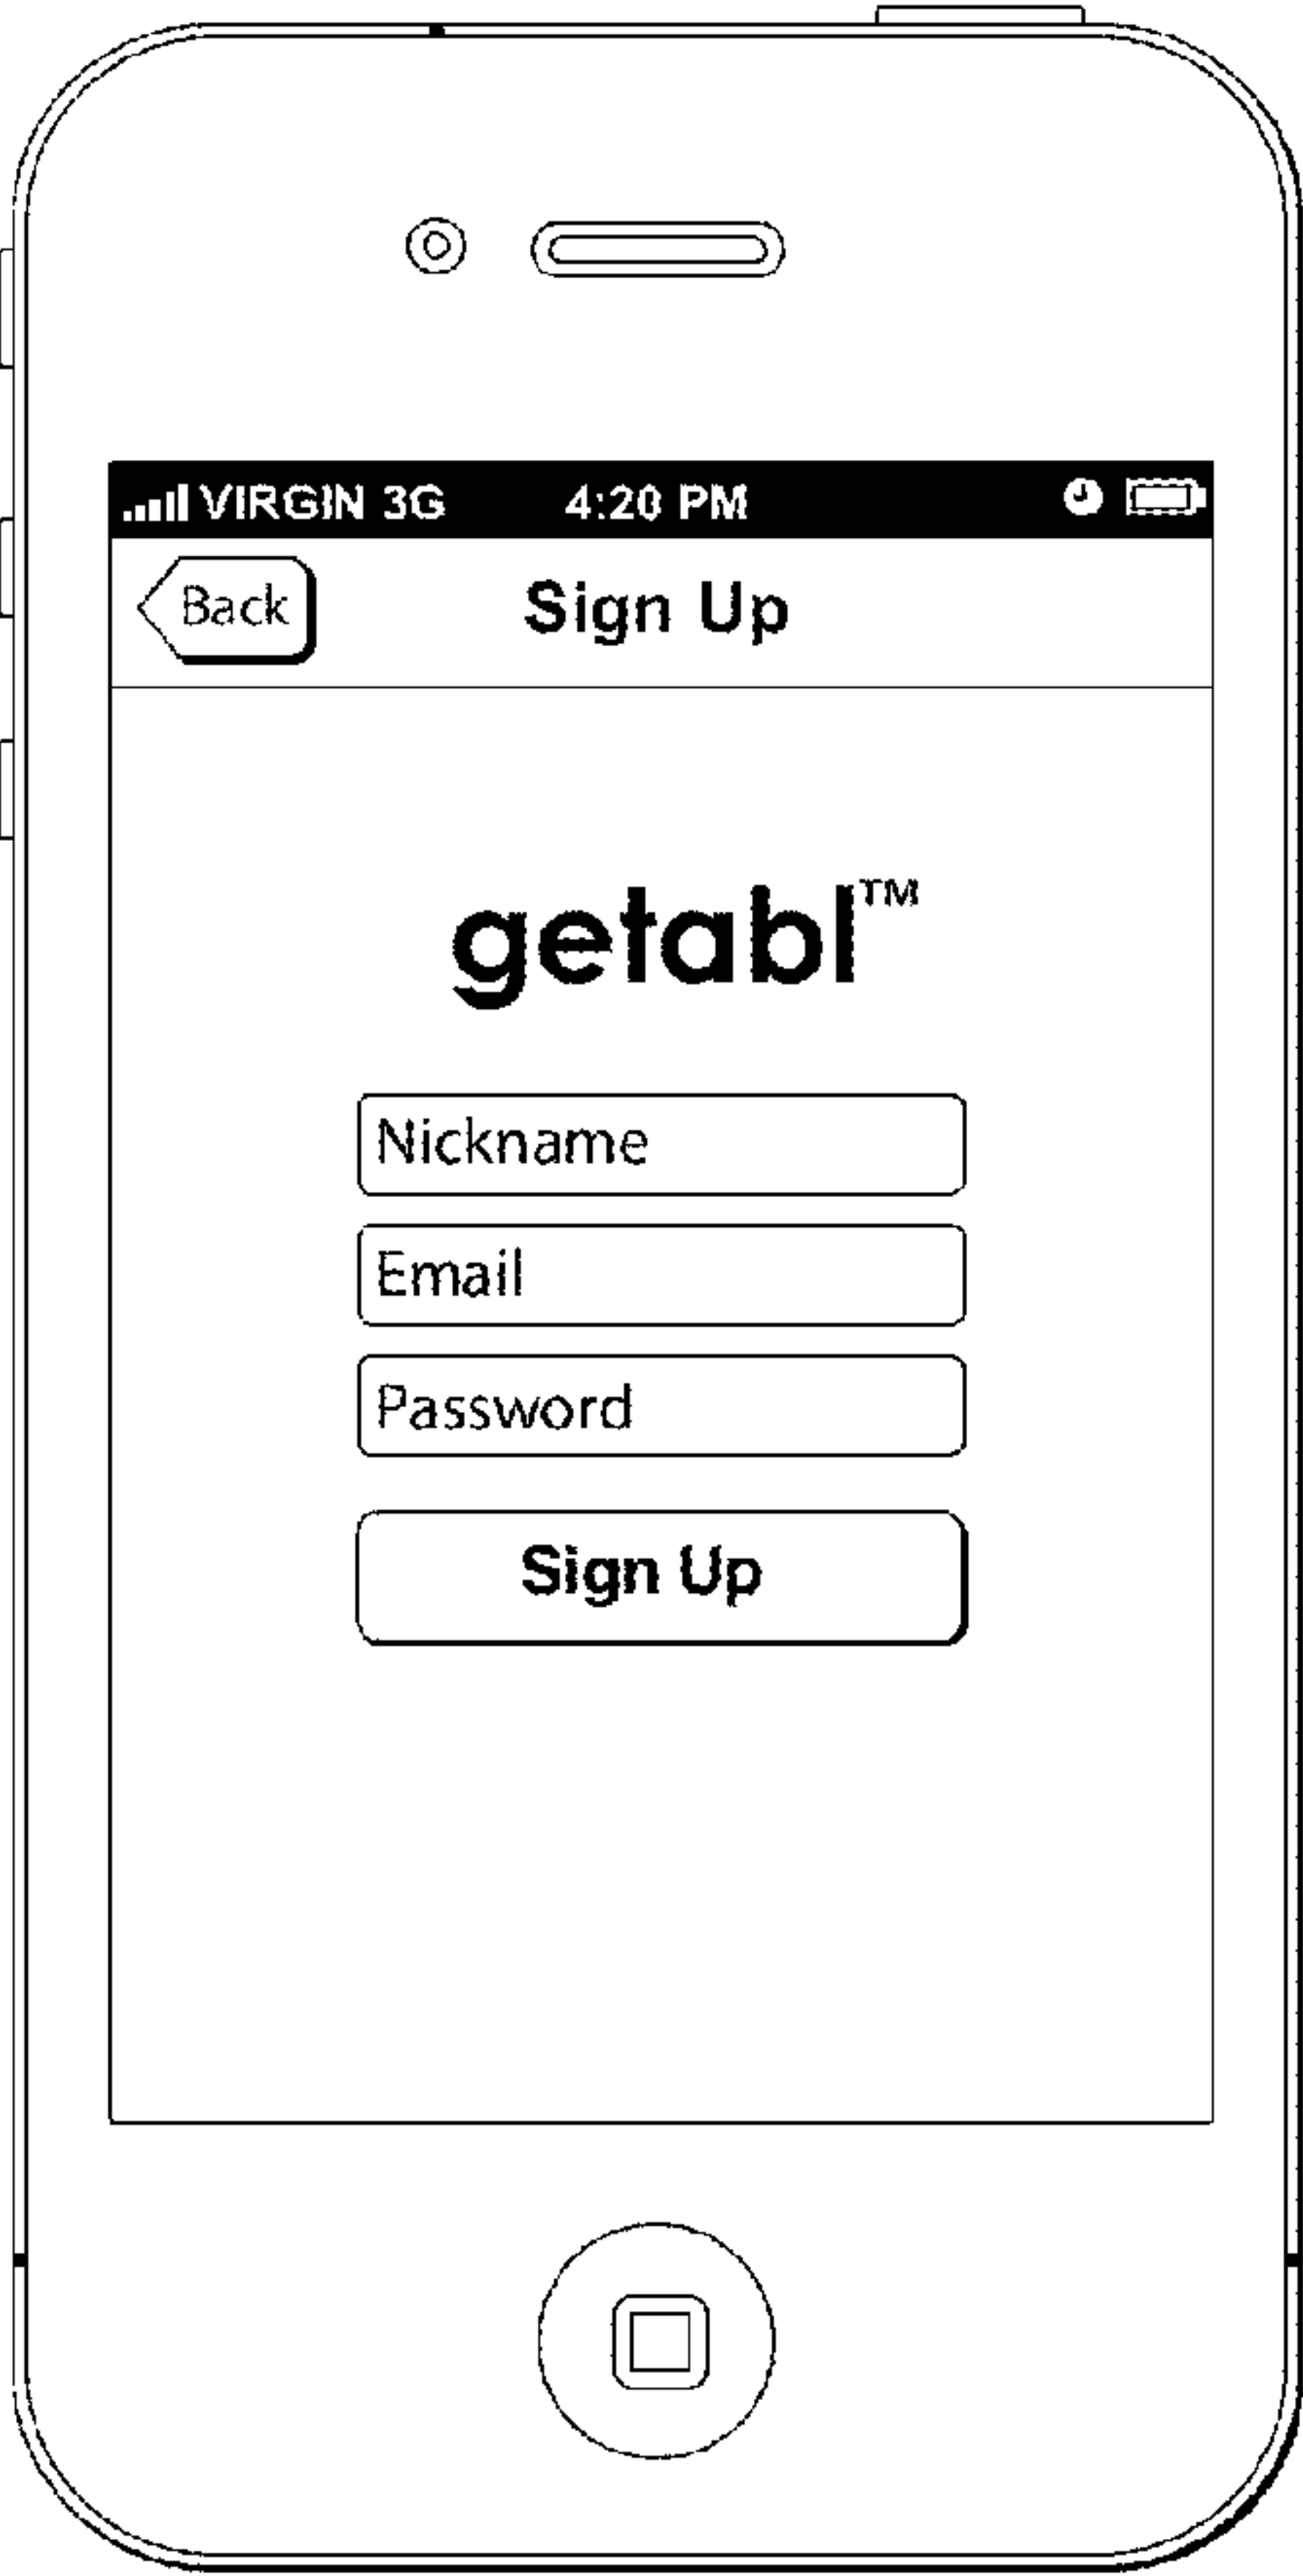 VIRGIN 3G 4:20 PM
Back Sign Up
getabl™
Nickname
Email
Password
Sign Up